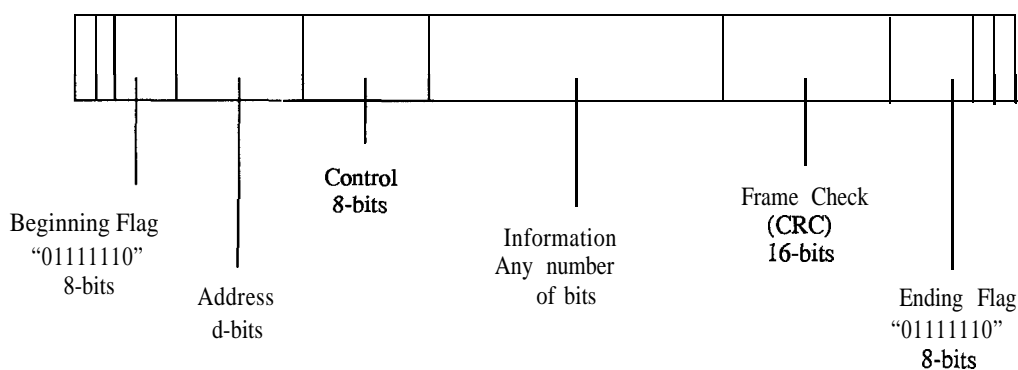 Beginning Flag
“01111110”
8-bits
Address
d-bits
Control
8-bits
Information
Any number
of bits
Frame Check
(CRC)
16-bits
Ending Flag
“01111110”
8-bits